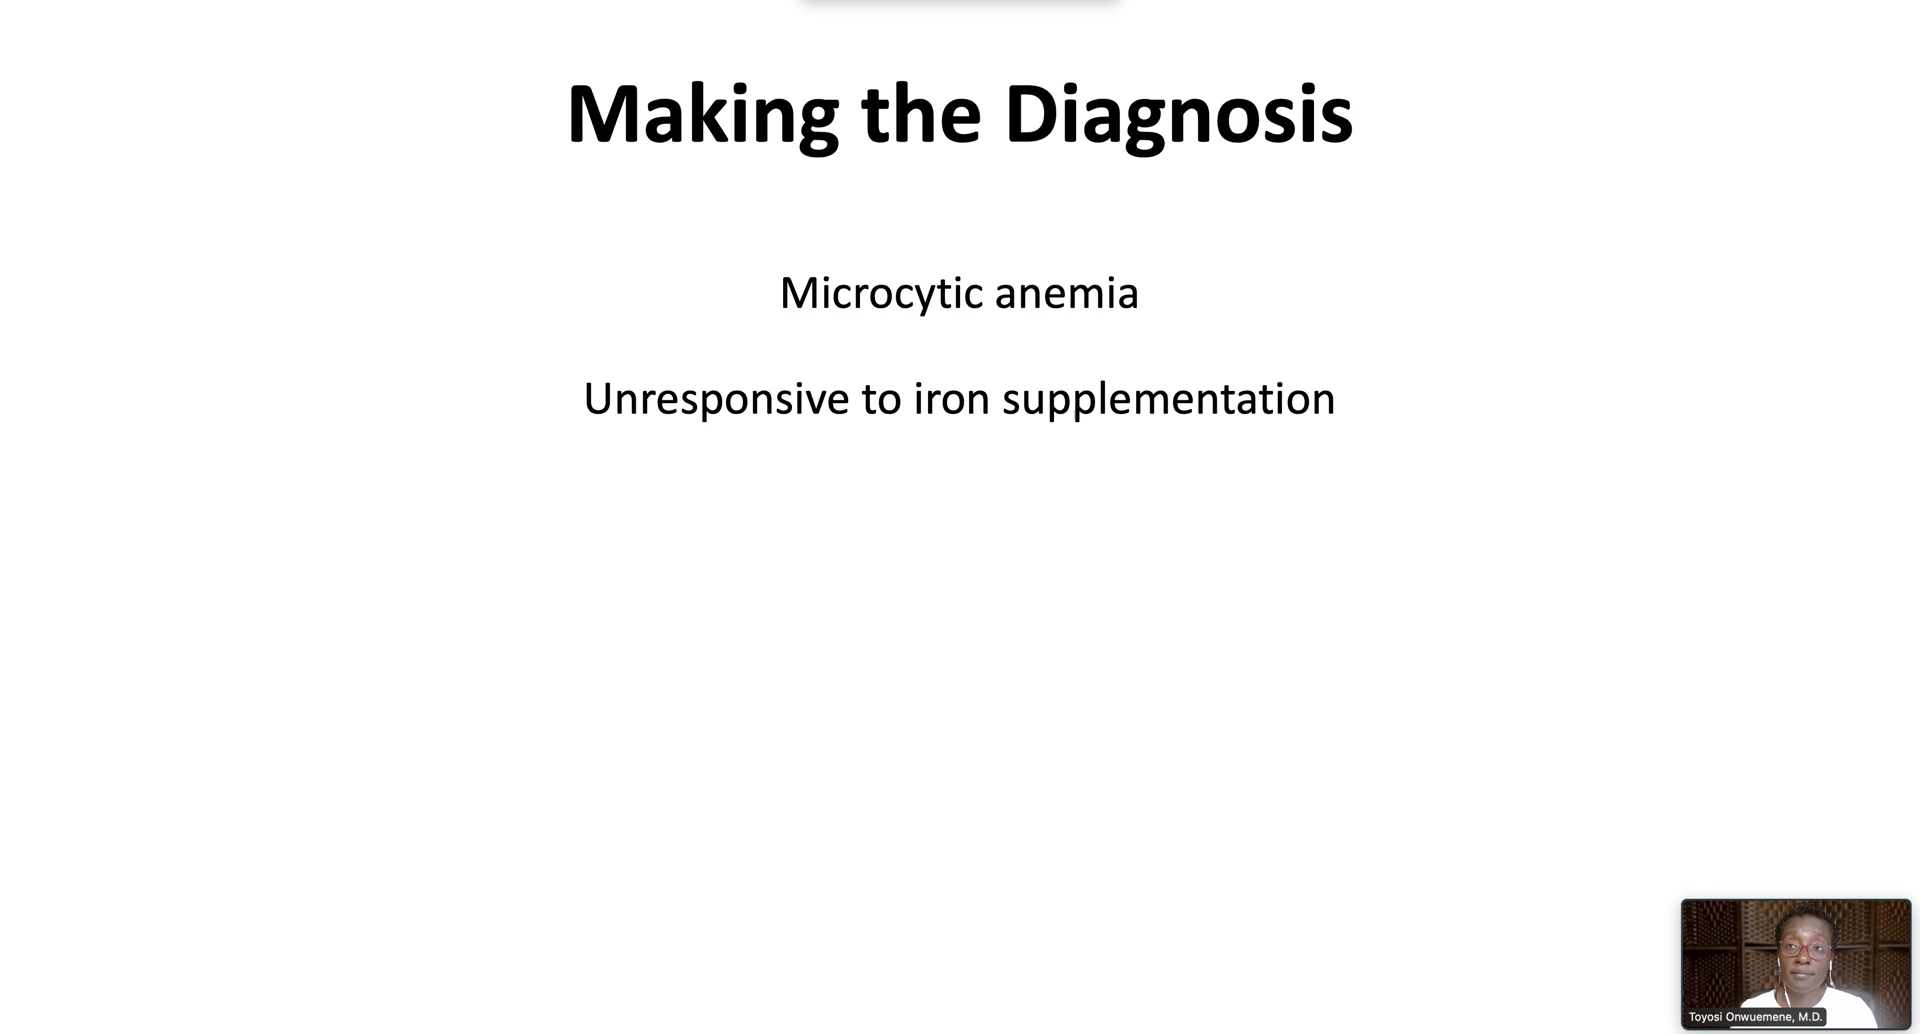 Making the Diagnosis
Microcytic anemia
Unresponsive to iron supplementation
Toyosi Onwuemene, M.D.